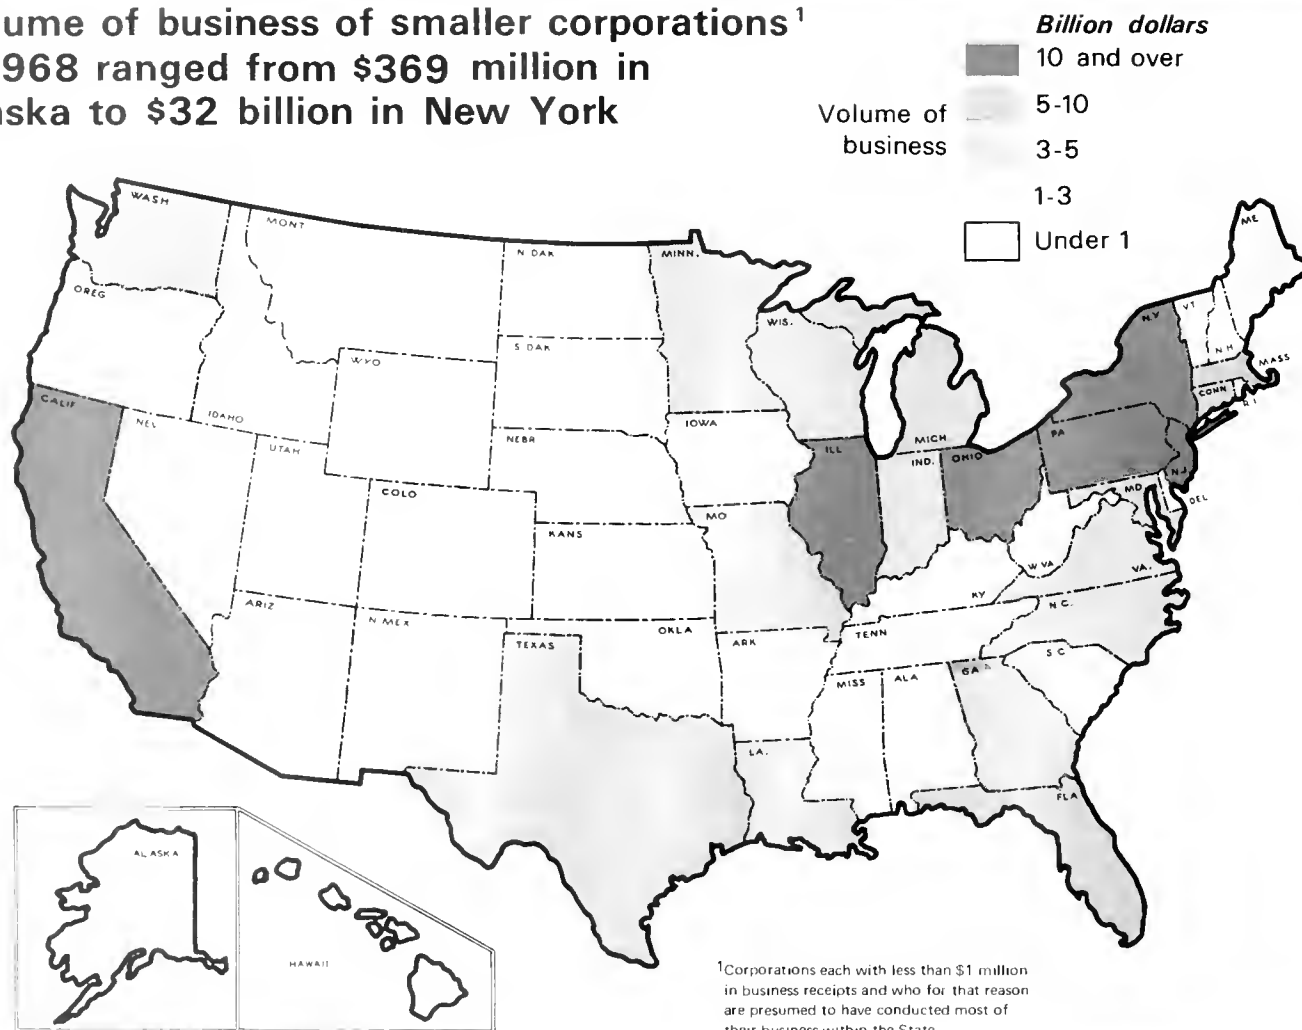 ume of business of smaller corporations¹
968 ranged from $369 million in
ska to $32 billion in New York
Billion dollars
10 and over
5-10
3-5
1-3
Under 1
Volume of
business
WASH
MONT
N DAK
MINN.
ME
OREG
WIS.
N.Y
VT
N H
MASS
S DAK
WYO
CALIF
IDAHO
NEV
CONN
R I
IOWA
MICH
PA
UTAH
NEBR
ILL
IND.
OHIO
N J
COLO
MD
DEL
MO
KANS
W VA
VA.
ARIZ
N MEX
KY
N C.
OKLA
TENN
TEXAS
ARK
S C
GA
MISS
ALA
LA.
FLA
ALASKA
HAWAII
¹Corporations each with less than $1 million
in business receipts and who for that reason
are presumed to have conducted most of
their business within the State